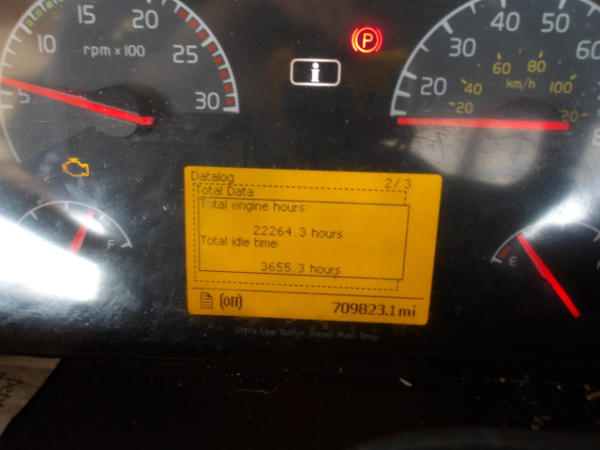 15
20
10
25
rpm x 100
5
30
P
i
40
50
30
60
60
80
km/h
20
40
100
20
Datalog
2/3
Total Data
Total engine hours
22264.3 hours
Total idle time
3655.3 hours
(Off)
709823.1 mi
Ultra Low Sulfur Diesel Fuel Only
F
E